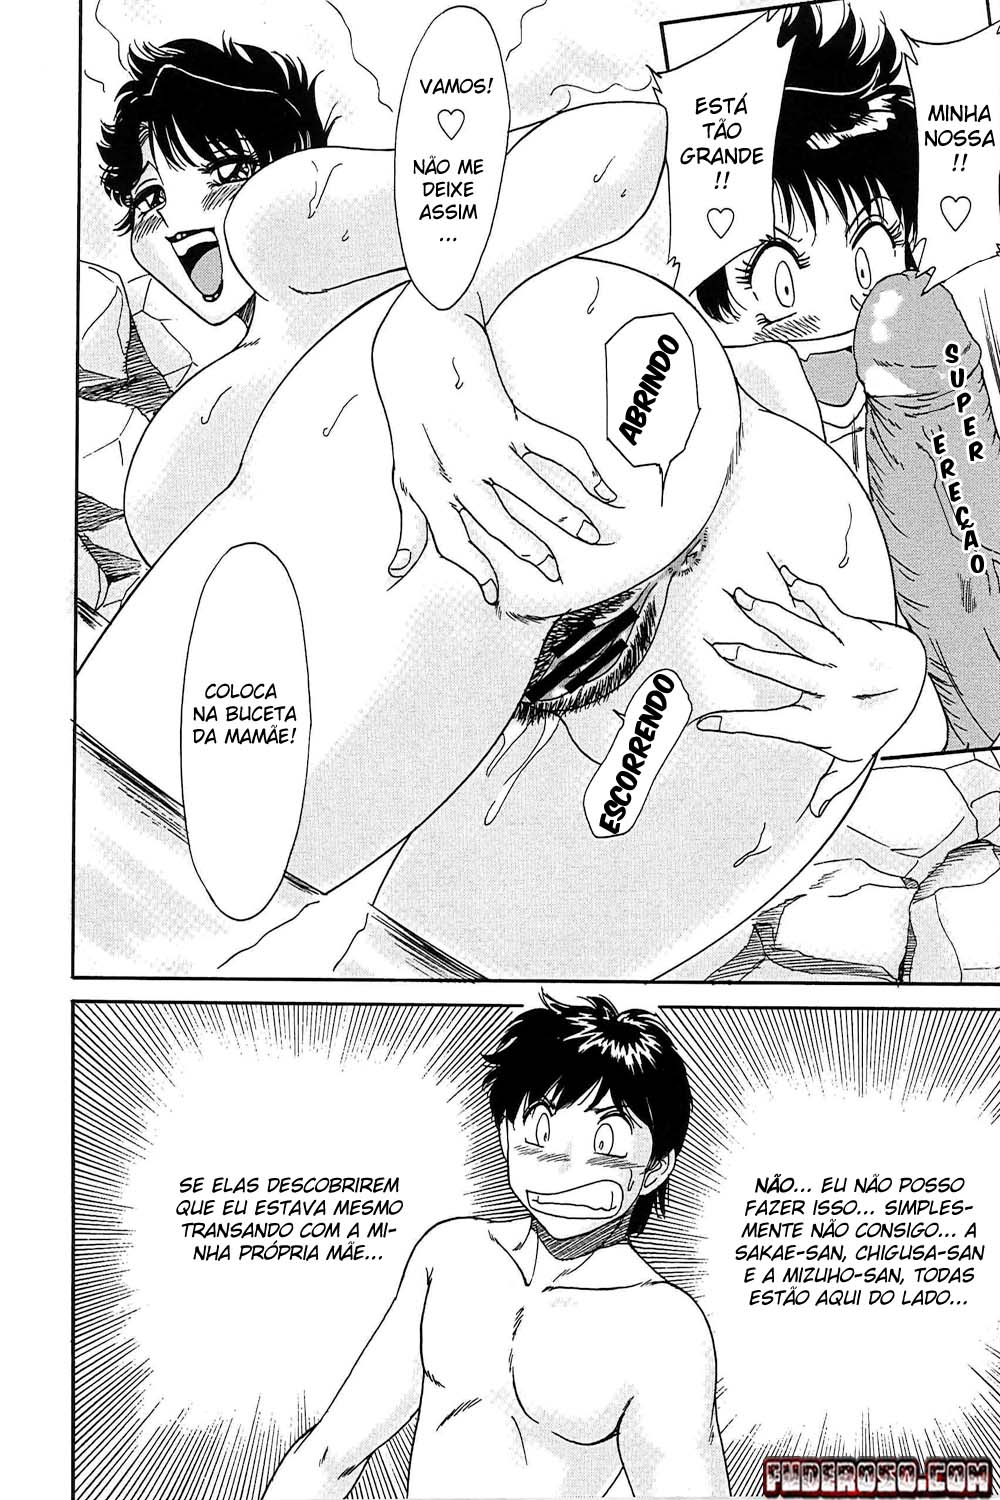 MINHA
NOSSA
!!
♡
ESTÁ
TÃO
GRANDE
!!
♡
SUPER
EREÇÃO
VAMOS!
♡
NÃO ME
DEIXE
ASSIM
...
ABRINDO
ESCORRENDO
COLOCA
NA BUCETA
DA MAMÃE!
NÃO... EU NÃO POSSO
FAZER ISSO... SIMPLES-
MENTE NÃO CONSIGO... A
SAKAE-SAN, CHIGUSA-SAN
E A MIZUHO-SAN, TODAS
ESTÃO AQUI DO LADO...
SE ELAS DESCOBRIREM
QUE EU ESTAVA MESMO
TRANSANDO COM A MI-
NHA PRÓPRIA MÃE...
FUDEROSO.COM